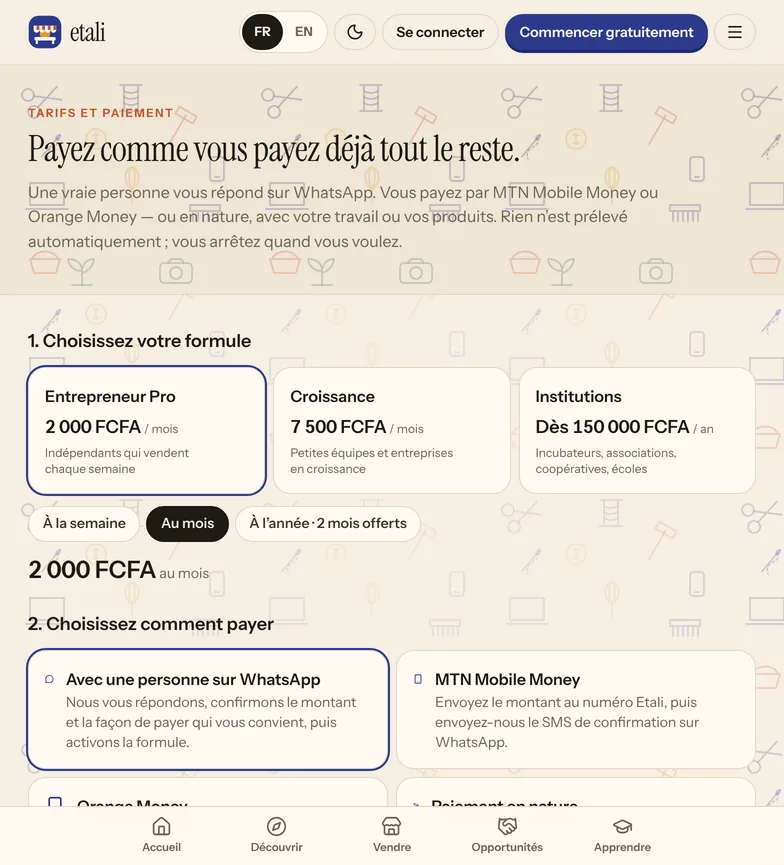 etali
FR
EN
Se connecter
Commencer gratuitement
TARIFS ET PAIEMENT
Payez comme vous payez déjà tout le reste.
Une vraie personne vous répond sur WhatsApp. Vous payez par MTN Mobile Money ou
Orange Money — ou en nature, avec votre travail ou vos produits. Rien n'est prélevé
automatiquement ; vous arrêtez quand vous voulez.
1. Choisissez votre formule
Entrepreneur Pro
2 000 FCFA / mois
Indépendants qui vendent
chaque semaine
Croissance
7 500 FCFA / mois
Petites équipes et entreprises
en croissance
Institutions
Dès 150 000 FCFA / an
Incubateurs, associations,
coopératives, écoles
À la semaine
Au mois
À l'année · 2 mois offerts
2 000 FCFA au mois
2. Choisissez comment payer
Avec une personne sur WhatsApp
Nous vous répondons, confirmons le montant
et la façon de payer qui vous convient, puis
activons la formule.
MTN Mobile Money
Envoyez le montant au numéro Etali, puis
envoyez-nous le SMS de confirmation sur
WhatsApp.
Orange Money
Paiement en nature
Accueil
Découvrir
Vendre
Opportunités
Apprendre